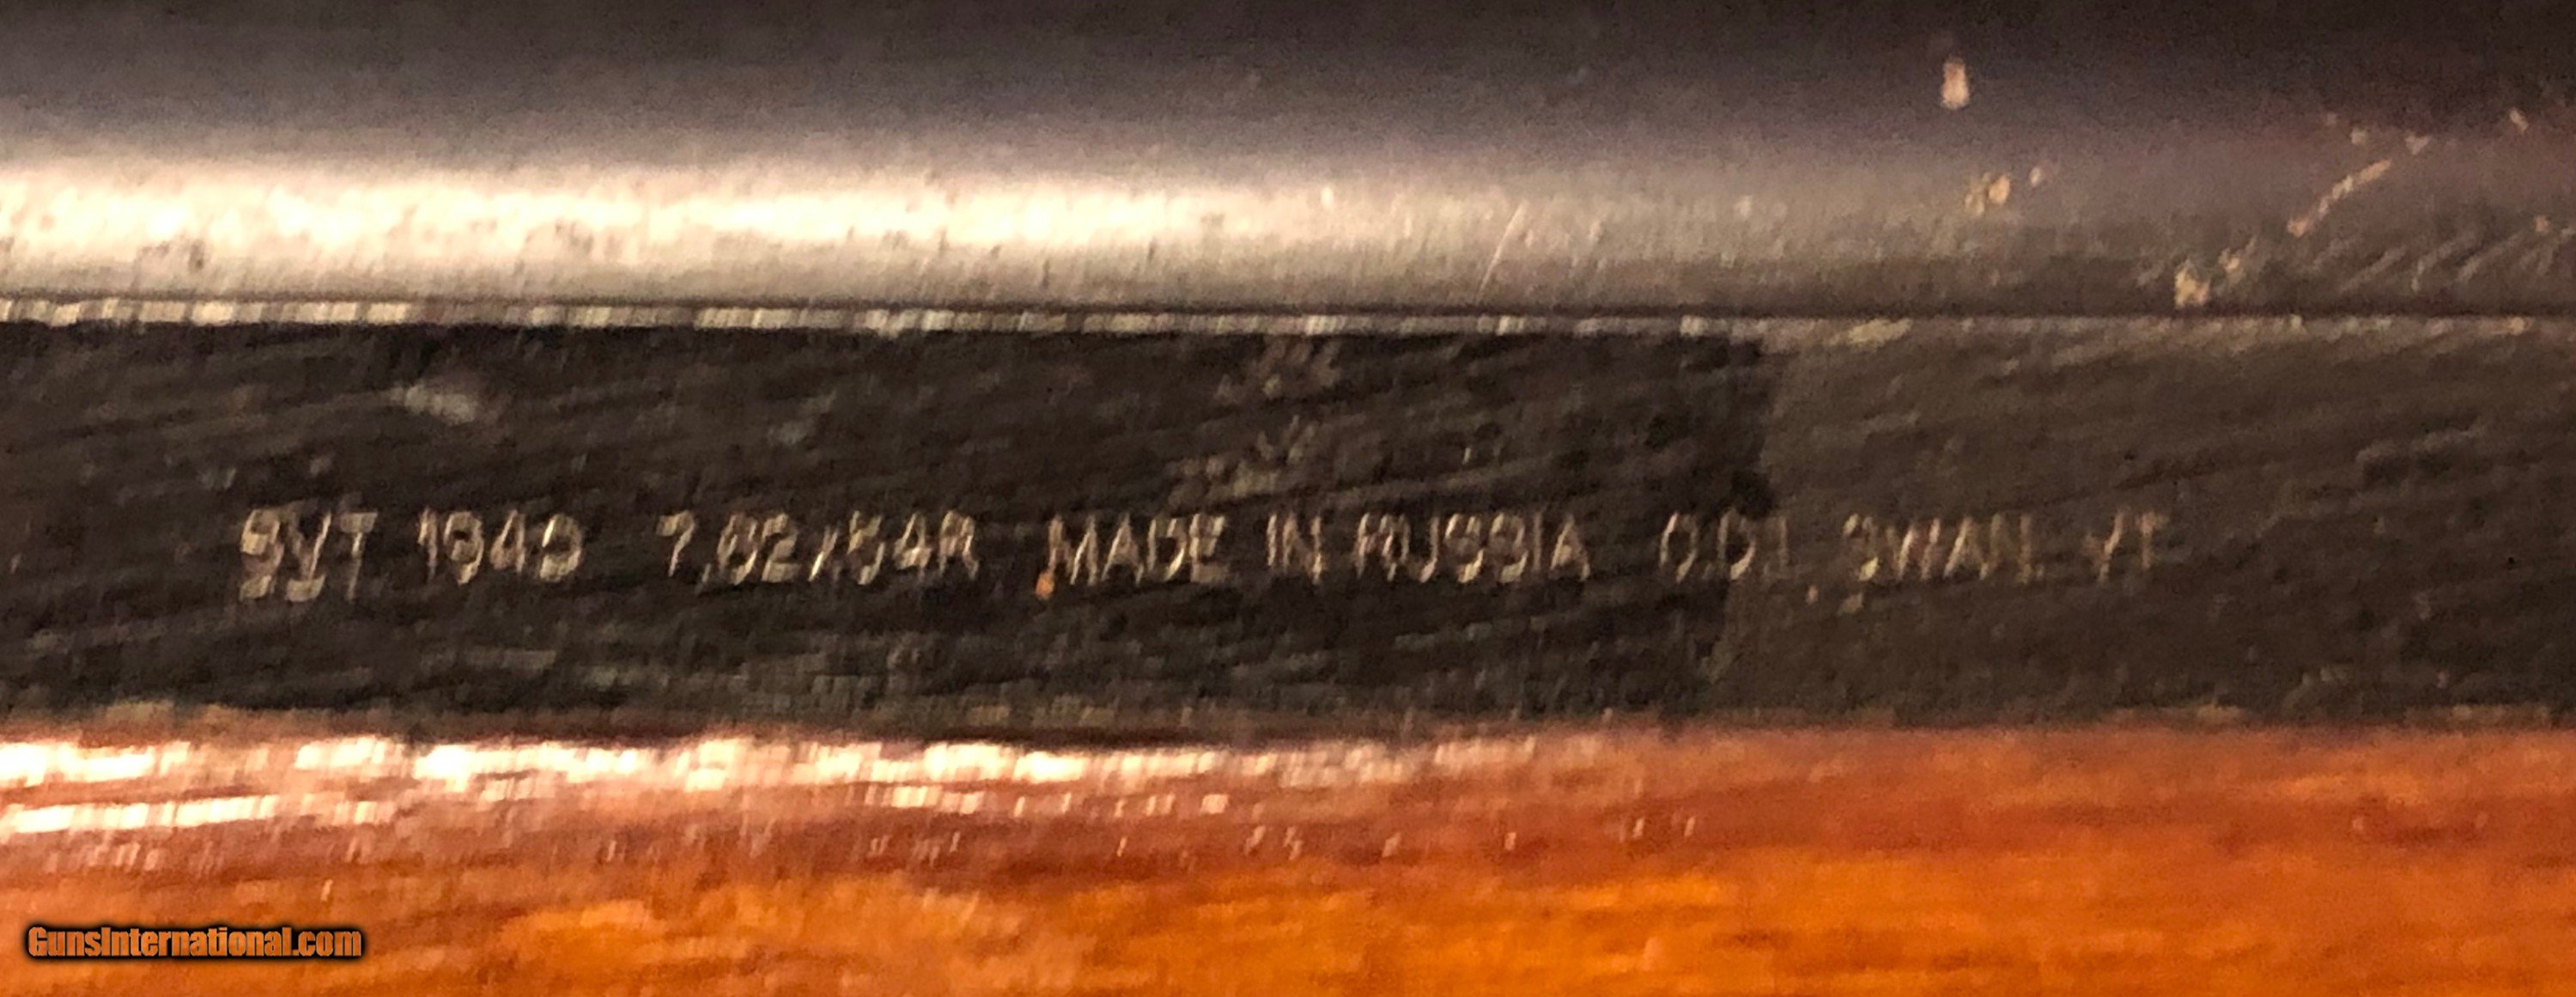 SVT 1940 7.62x54R MADE IN RUSSIA C.D.I. SWAN. VT
GunsInternational.com